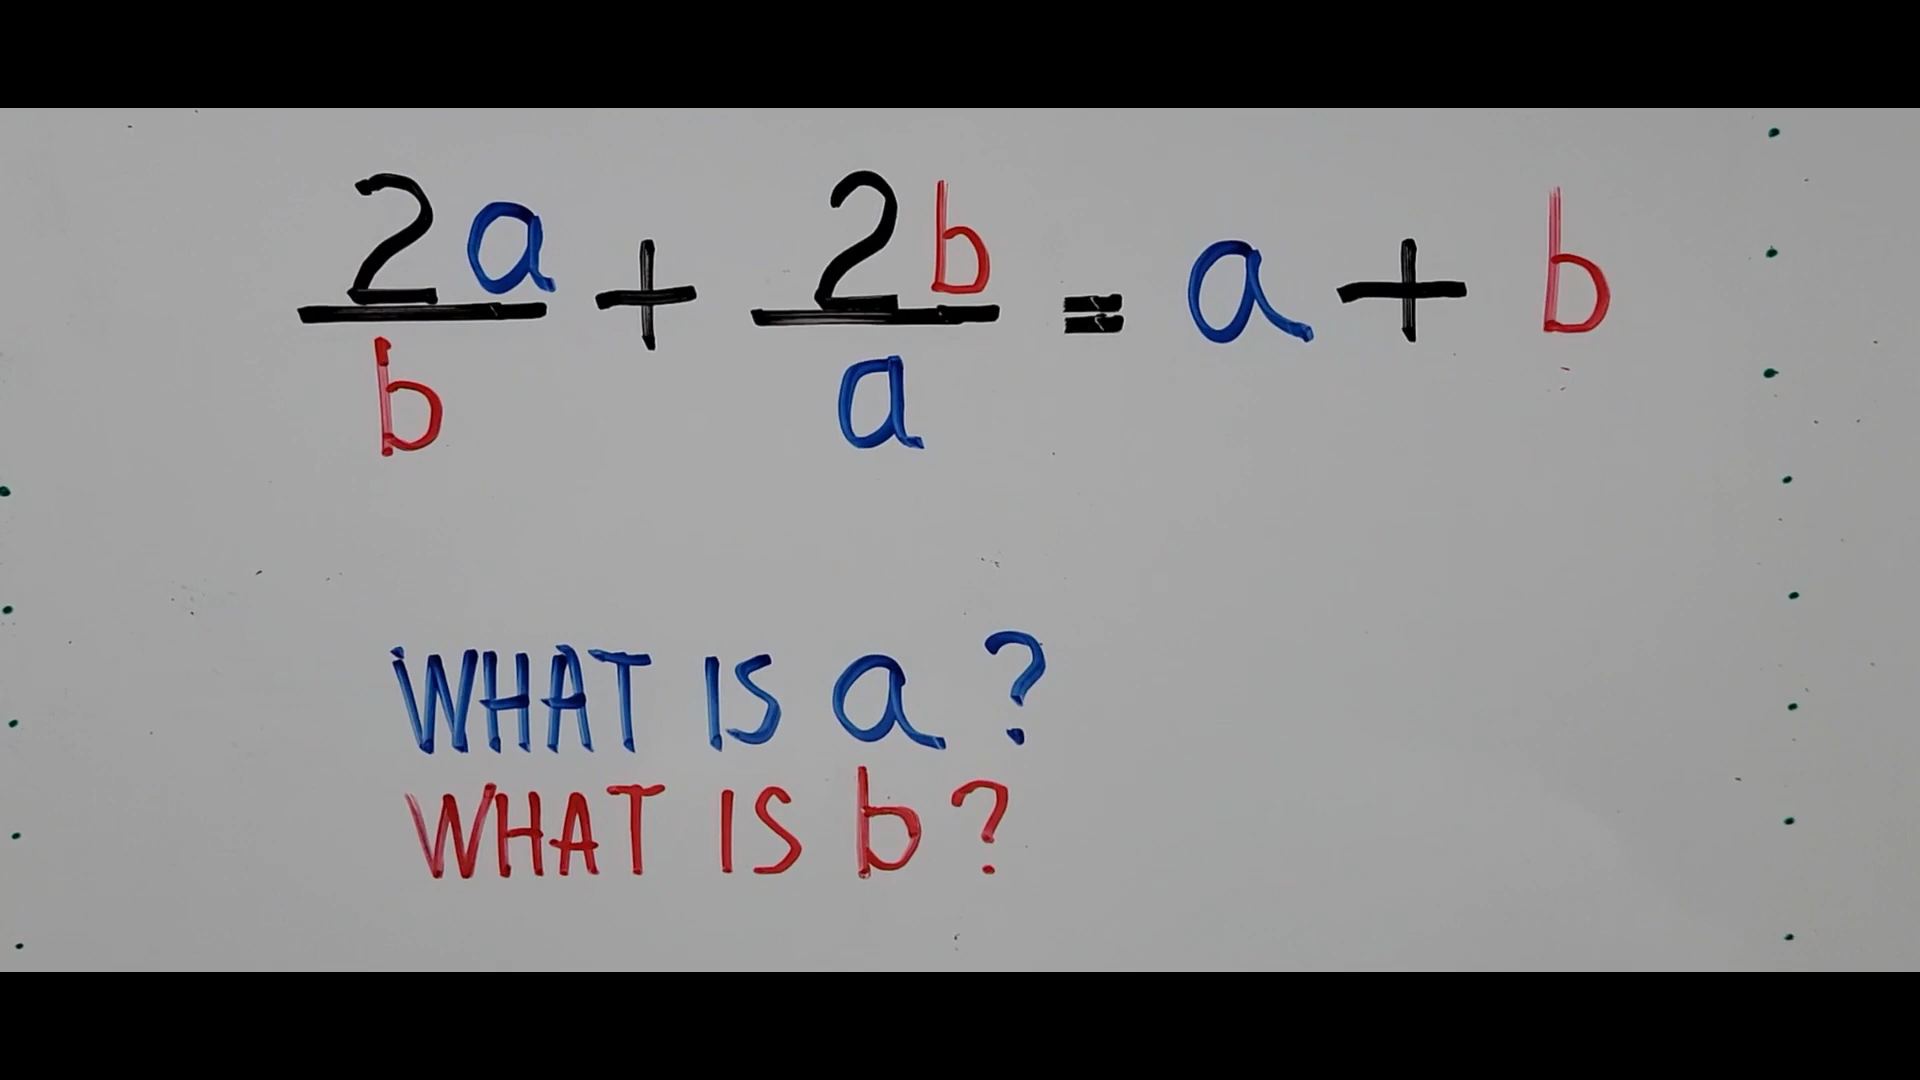 2a/b + 2b/a = a + b
WHAT IS a ?
WHAT IS b ?